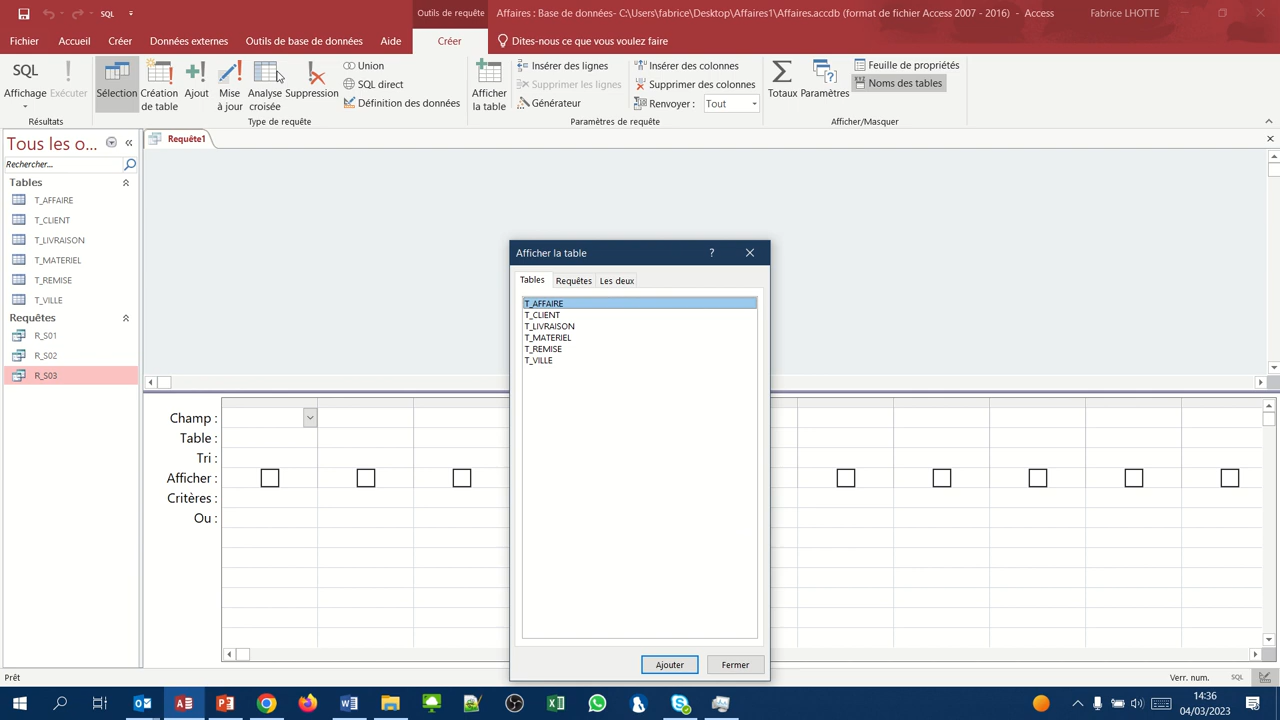 SQL
Outils de requête
Affaires : Base de données- C:\Users\fabrice\Desktop\Affaires1\Affaires.accdb (format de fichier Access 2007 - 2016) - Access
Fabrice LHOTTE
Fichier
Accueil
Créer
Données externes
Outils de base de données
Aide
Créer
Dites-nous ce que vous voulez faire
SQL
Affichage
Exécuter
Résultats
Sélection
Création de table
Ajout
Mise à jour
Analyse croisée
Suppression
Union
SQL direct
Définition des données
Type de requête
Afficher la table
Insérer des lignes
Supprimer les lignes
Générateur
Insérer des colonnes
Supprimer des colonnes
Renvoyer : Tout
Paramètres de requête
Totaux
Paramètres
Feuille de propriétés
Noms des tables
Afficher/Masquer
Tous les o...
Rechercher...
Tables
T_AFFAIRE
T_CLIENT
T_LIVRAISON
T_MATERIEL
T_REMISE
T_VILLE
Requêtes
R_S01
R_S02
R_S03
Requête1
Afficher la table
?
Tables
Requêtes
Les deux
T_AFFAIRE
T_CLIENT
T_LIVRAISON
T_MATERIEL
T_REMISE
T_VILLE
Ajouter
Fermer
Champ :
Table :
Tri :
Afficher :
Critères :
Ou :
Prêt
Verr. num.
SQL
14:36
04/03/2023